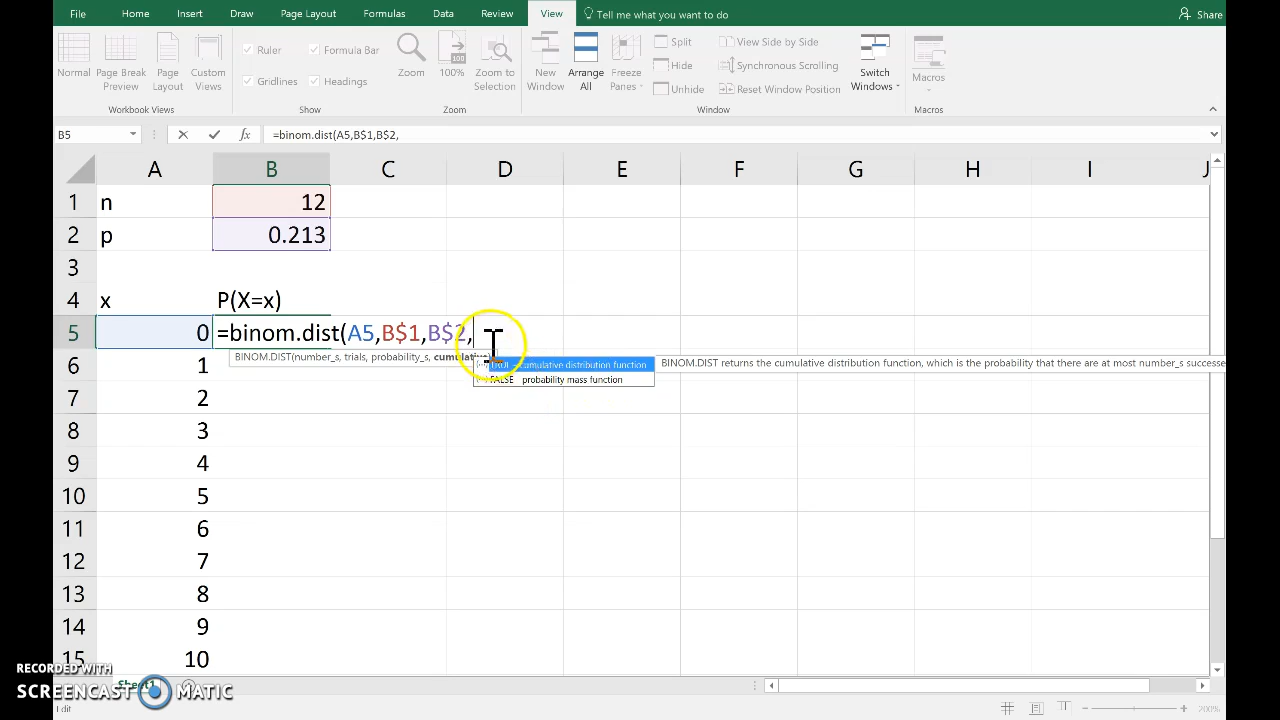 File Home Insert Draw Page Layout Formulas Data Review View Tell me what you want to do Share
Ruler Formula Bar Split View Side by Side
Hide Synchronous Scrolling
Gridlines Headings Unhide Reset Window Position
Normal Page Break Preview Page Layout Custom Views Zoom 100% Zoom to Selection New Window Arrange All Freeze Panes Switch Windows Macros
Workbook Views Show Zoom Window Macros
B5 fx =binom.dist(A5,B$1,B$2,
A B C D E F G H I J
1 n 12
2 p 0.213
3
4 x P(X=x)
5 0 =binom.dist(A5,B$1,B$2,
BINOM.DIST(number_s, trials, probability_s, cumulative)
cumulative distribution function BINOM.DIST returns the cumulative distribution function, which is the probability that there are at most number_s successe
FALSE probability mass function
6 1
7 2
8 3
9 4
10 5
11 6
12 7
13 8
14 9
15 10
RECORDED WITH
SCREENCAST MATIC
Sheet1
Edit 200%